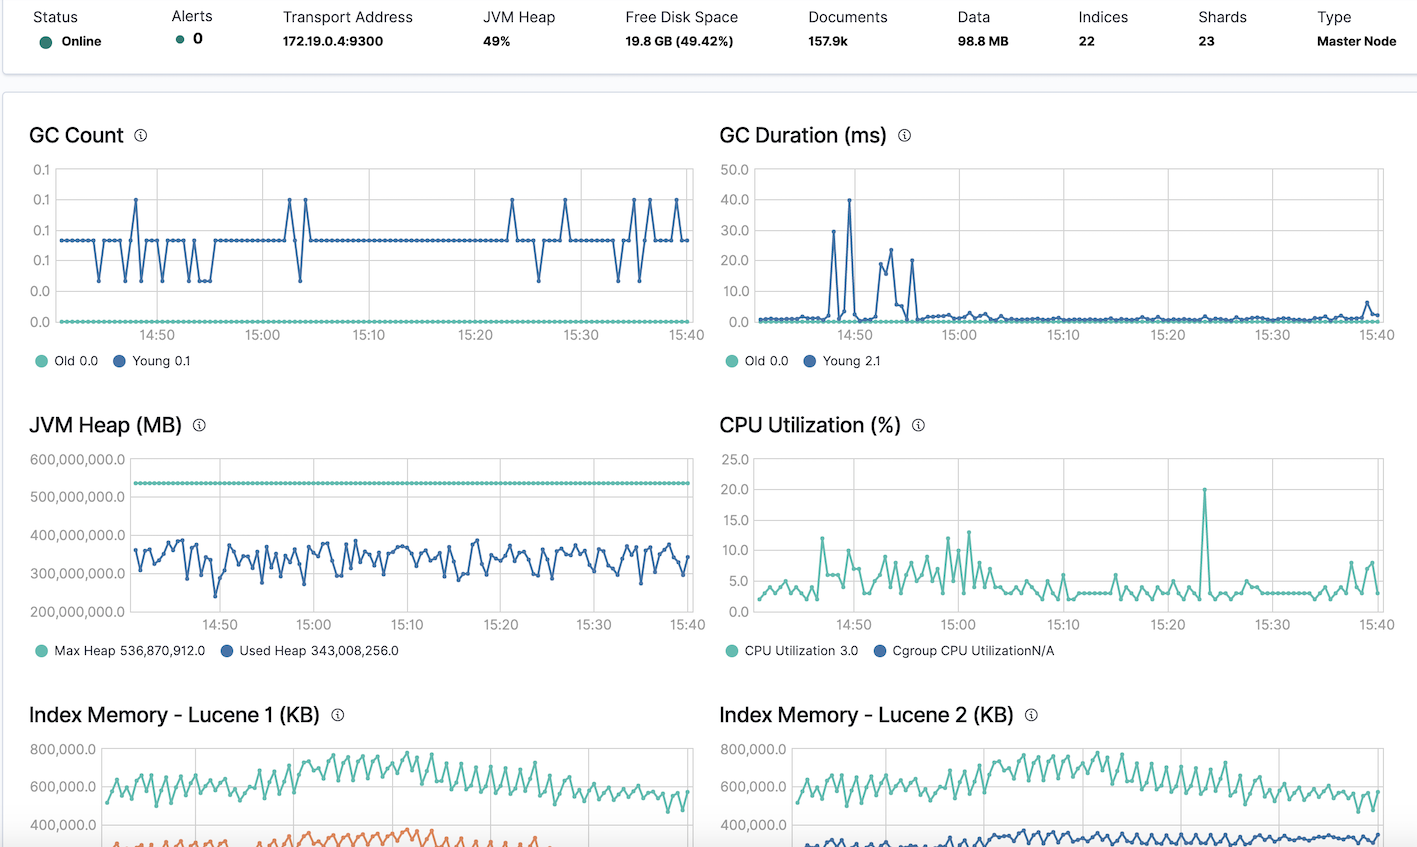 Status Alerts Transport Address JVM Heap Free Disk Space Documents Data Indices Shards Type
Online 0 172.19.0.4:9300 49% 19.8 GB (49.42%) 157.9k 98.8 MB 22 23 Master Node
GC Count
0.1
0.1
0.1
0.1
0.0
0.0
14:50 15:00 15:10 15:20 15:30 15:40
Old 0.0 Young 0.1
GC Duration (ms)
50.0
40.0
30.0
20.0
10.0
0.0
14:50 15:00 15:10 15:20 15:30 15:40
Old 0.0 Young 2.1
JVM Heap (MB)
600,000,000.0
500,000,000.0
400,000,000.0
300,000,000.0
200,000,000.0
14:50 15:00 15:10 15:20 15:30 15:40
Max Heap 536,870,912.0 Used Heap 343,008,256.0
CPU Utilization (%)
25.0
20.0
15.0
10.0
5.0
0.0
14:50 15:00 15:10 15:20 15:30 15:40
CPU Utilization 3.0 Cgroup CPU UtilizationN/A
Index Memory - Lucene 1 (KB)
800,000.0
600,000.0
400,000.0
Index Memory - Lucene 2 (KB)
800,000.0
600,000.0
400,000.0